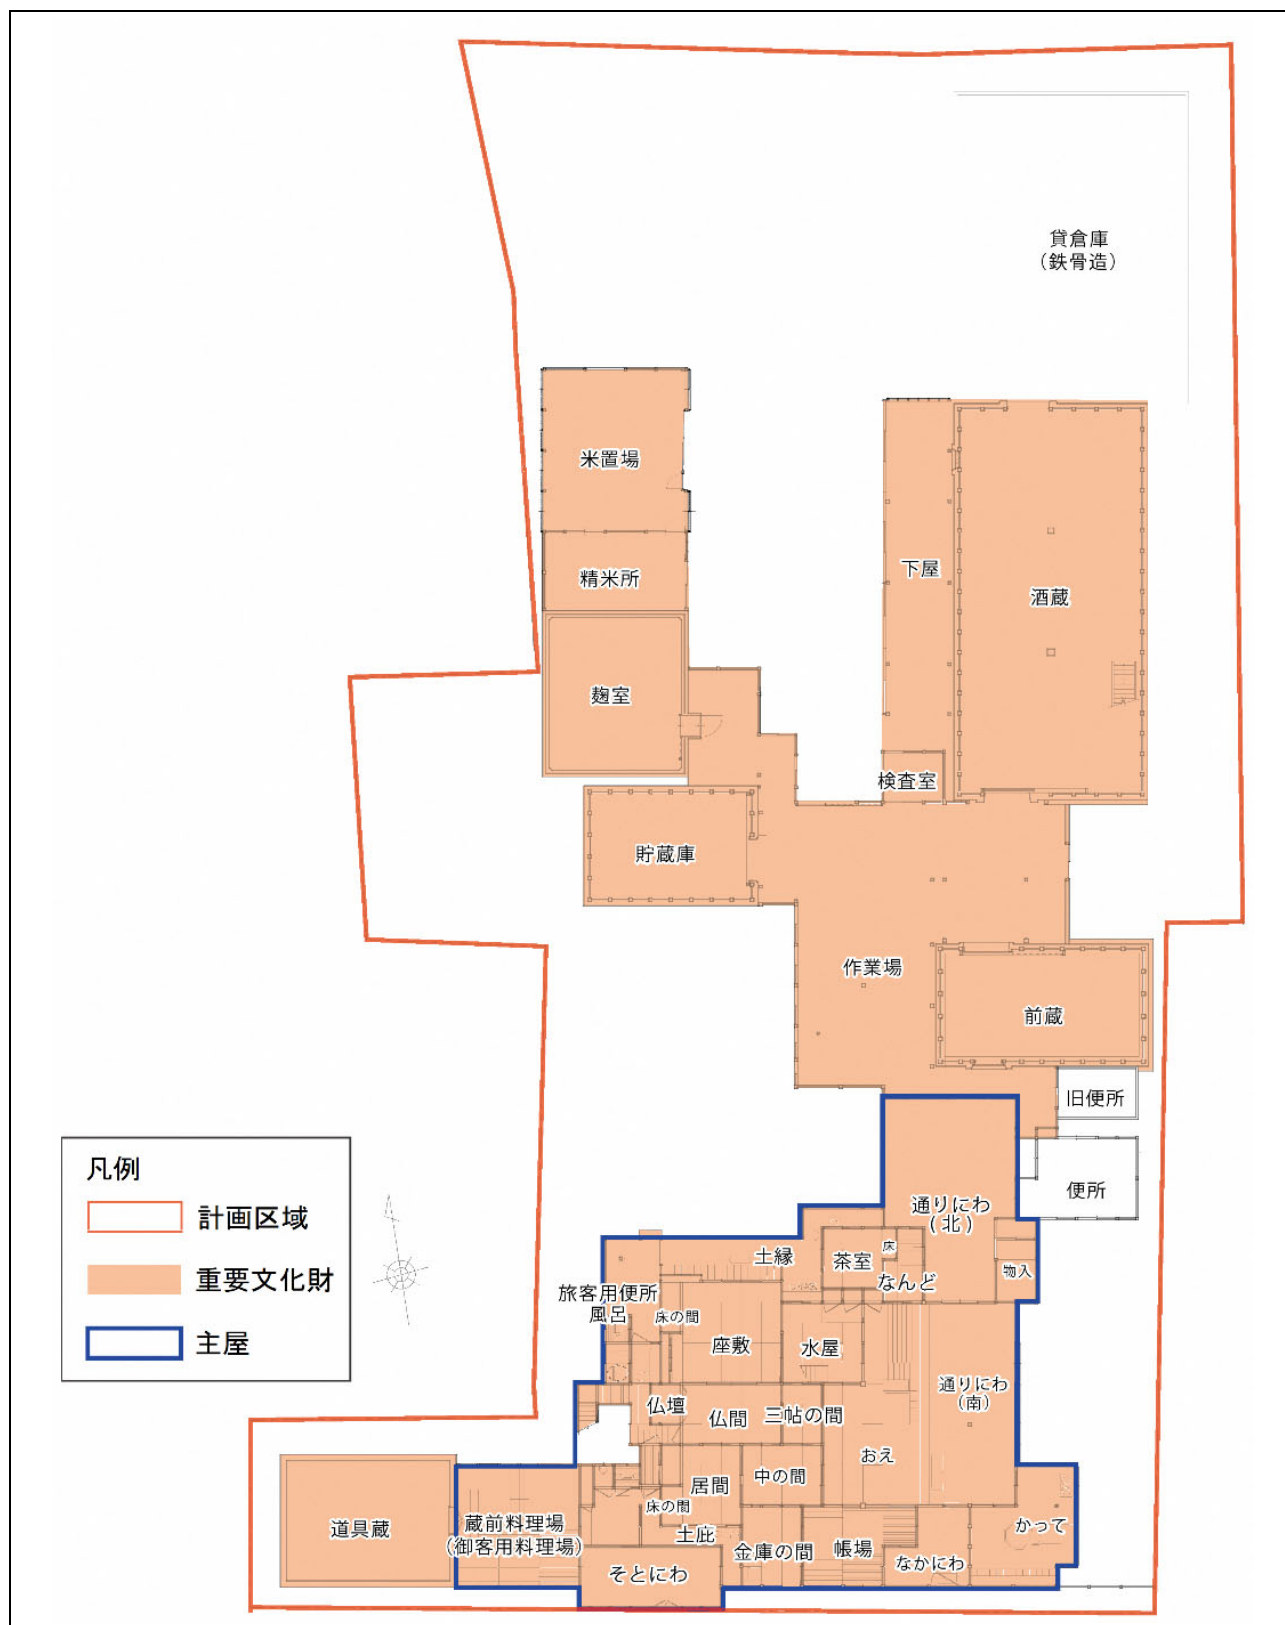 貸倉庫
（鉄骨造）
米置場
精米所
下屋
酒蔵
麹室
検査室
貯蔵庫
作業場
前蔵
旧便所
便所
凡例
計画区域
重要文化財
主屋
通りにわ
(北)
床
茶室
なんど
物入
土縁
旅客用便所
風呂
床の間
座敷
水屋
通りにわ
(南)
仏壇
仏間
三帖の間
おえ
居間
中の間
床の間
土庇
道具蔵
蔵前料理場
(御客用料理場)
そとにわ
金庫の間
帳場
なかにわ
かって